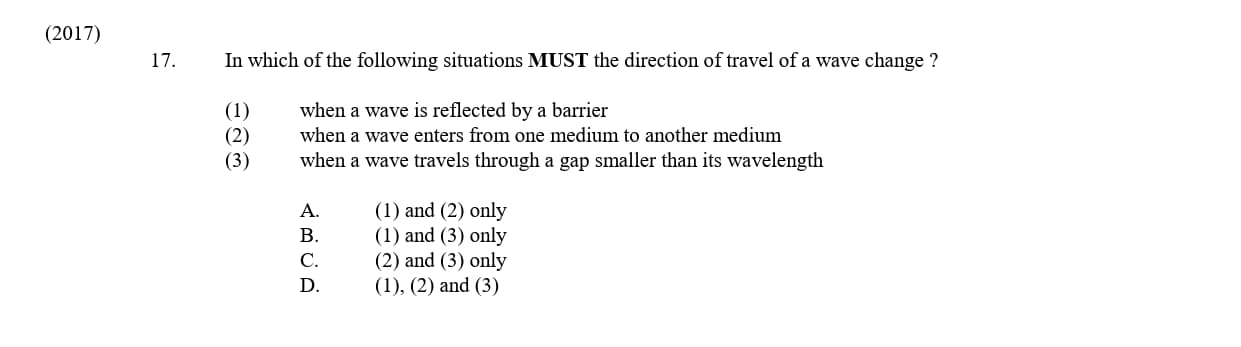 (2017)
17. In which of the following situations MUST the direction of travel of a wave change ?
(1) when a wave is reflected by a barrier
(2) when a wave enters from one medium to another medium
(3) when a wave travels through a gap smaller than its wavelength
A. (1) and (2) only
B. (1) and (3) only
C. (2) and (3) only
D. (1), (2) and (3)